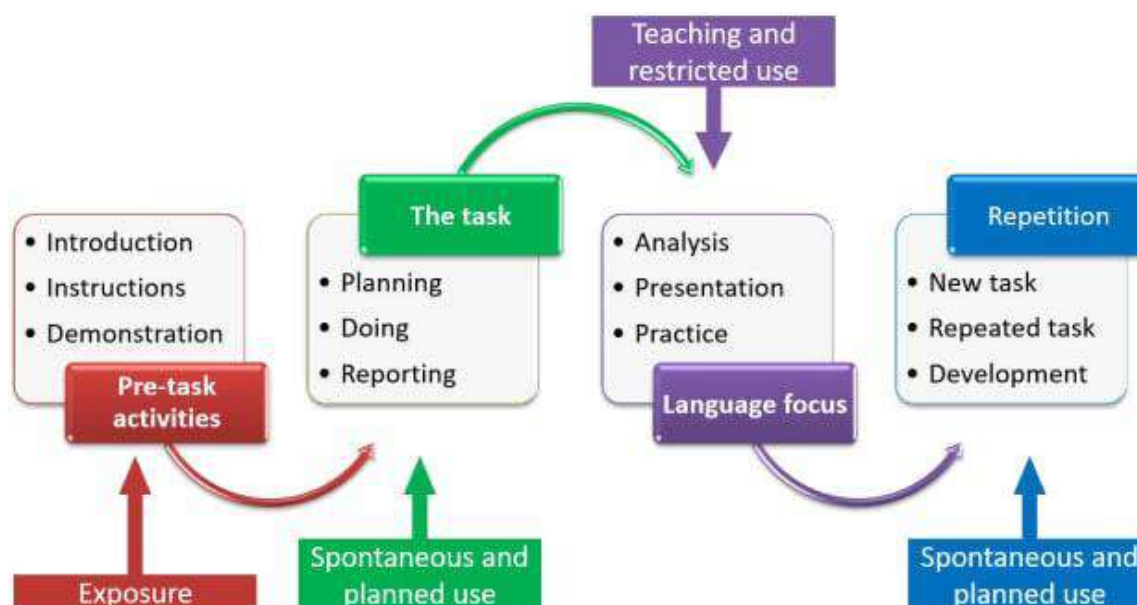 Teaching and
restricted use
• Introduction
• Instructions
• Demonstration
Pre-task
activities
Exposure
The task
• Planning
• Doing
• Reporting
Spontaneous and
planned use
• Analysis
• Presentation
• Practice
Language focus
Repetition
• New task
• Repeated task
• Development
Spontaneous and
planned use